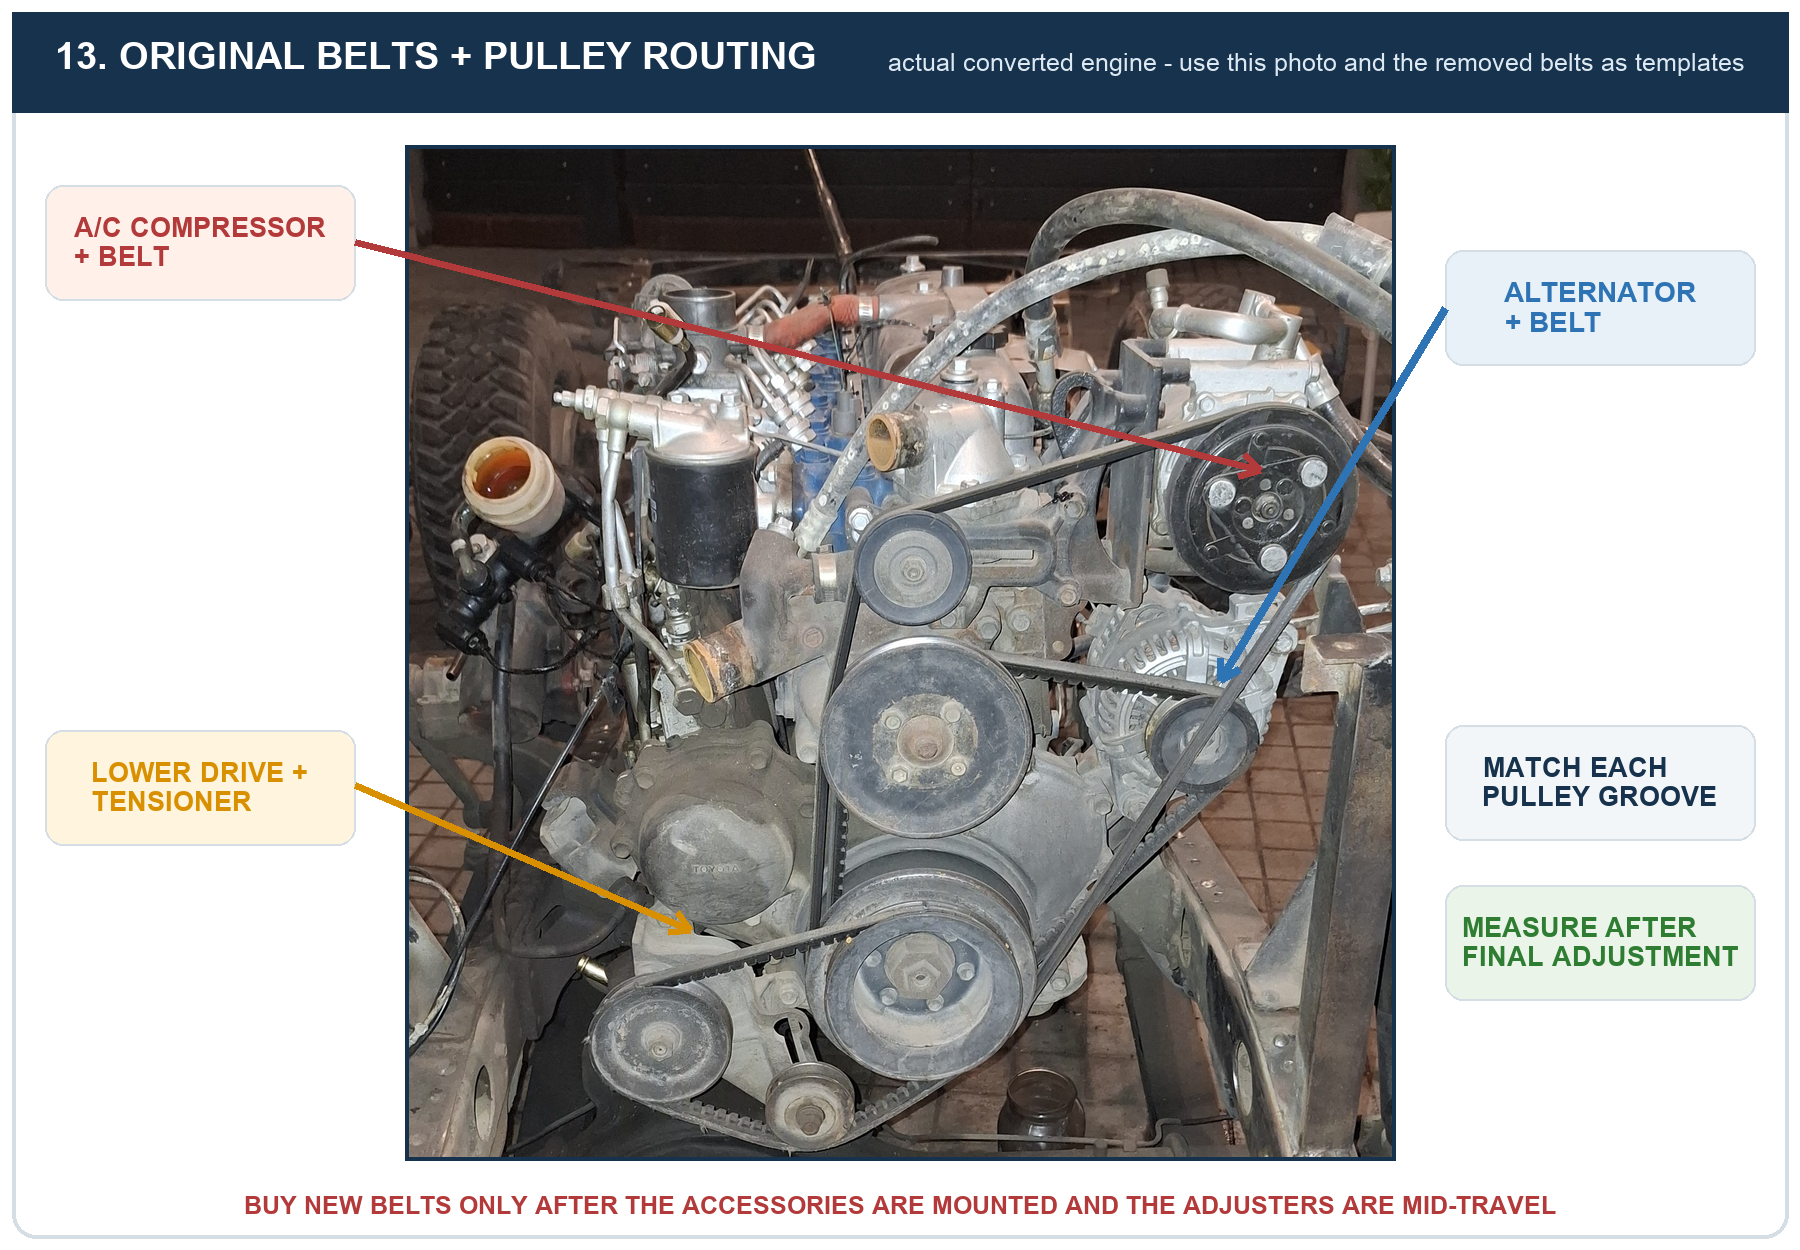 13. ORIGINAL BELTS + PULLEY ROUTING
actual converted engine - use this photo and the removed belts as templates
A/C COMPRESSOR
+ BELT
ALTERNATOR
+ BELT
LOWER DRIVE +
TENSIONER
MATCH EACH
PULLEY GROOVE
MEASURE AFTER
FINAL ADJUSTMENT
TOYOTA
BUY NEW BELTS ONLY AFTER THE ACCESSORIES ARE MOUNTED AND THE ADJUSTERS ARE MID-TRAVEL